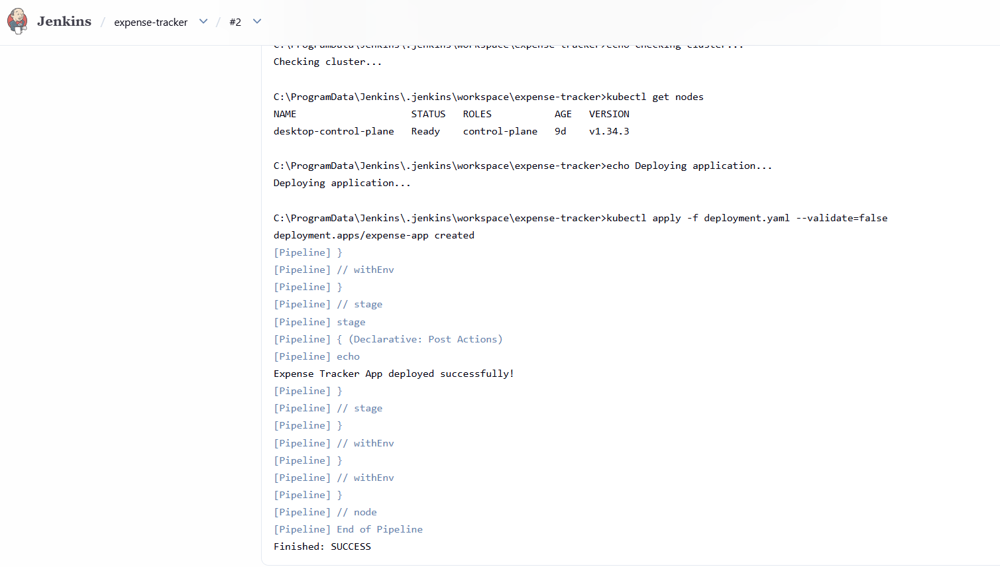 Jenkins / expense-tracker / #2
C:\ProgramData\Jenkins\.jenkins\workspace\expense-tracker>echo Checking cluster...
Checking cluster...
C:\ProgramData\Jenkins\.jenkins\workspace\expense-tracker>kubectl get nodes
NAME STATUS ROLES AGE VERSION
desktop-control-plane Ready control-plane 9d v1.34.3
C:\ProgramData\Jenkins\.jenkins\workspace\expense-tracker>echo Deploying application...
Deploying application...
C:\ProgramData\Jenkins\.jenkins\workspace\expense-tracker>kubectl apply -f deployment.yaml --validate=false
deployment.apps/expense-app created
[Pipeline] }
[Pipeline] // withEnv
[Pipeline] }
[Pipeline] // stage
[Pipeline] stage
[Pipeline] { (Declarative: Post Actions)
[Pipeline] echo
Expense Tracker App deployed successfully!
[Pipeline] }
[Pipeline] // stage
[Pipeline] }
[Pipeline] // withEnv
[Pipeline] }
[Pipeline] // withEnv
[Pipeline] }
[Pipeline] // node
[Pipeline] End of Pipeline
Finished: SUCCESS